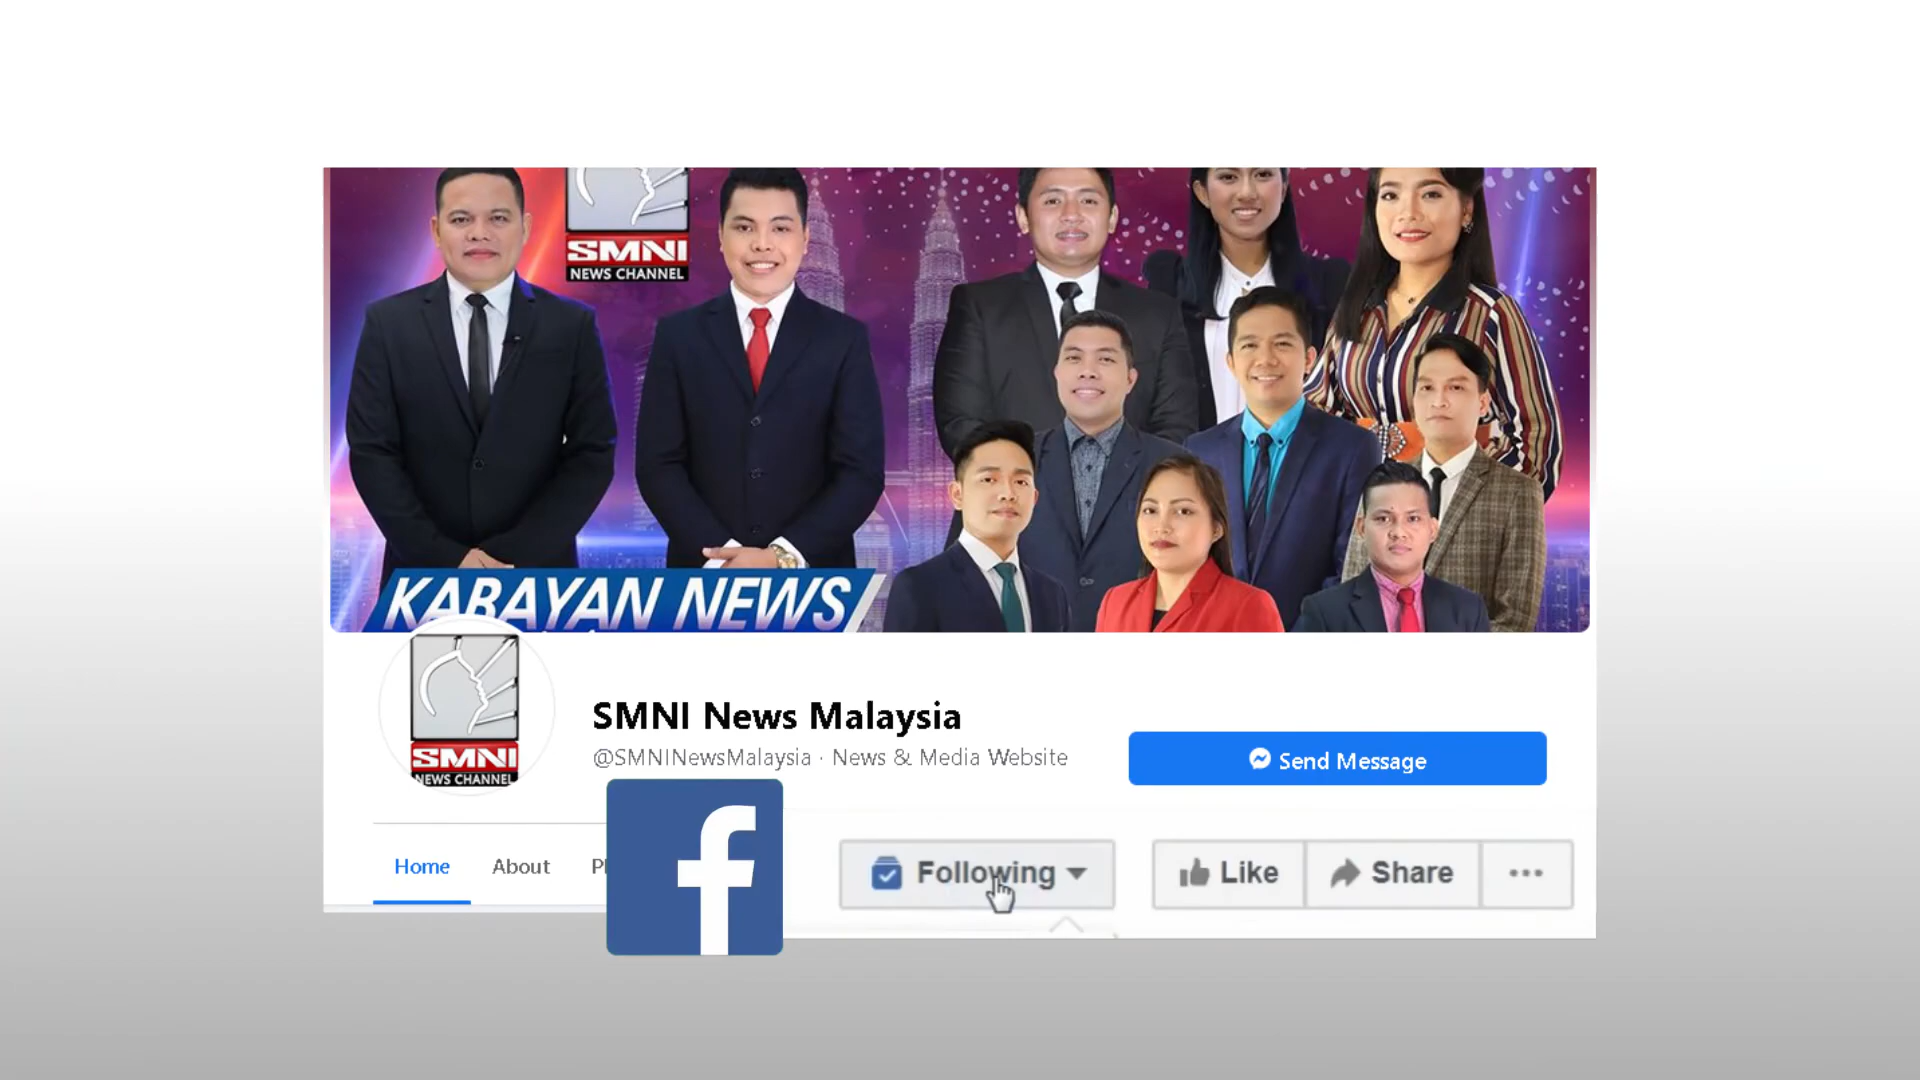 SMNI
NEWS CHANNEL
KABAYAN NEWS
SMNI
NEWS CHANNEL
SMNI News Malaysia
@SMNINewsMalaysia · News & Media Website
Send Message
Home About
Following
Like Share